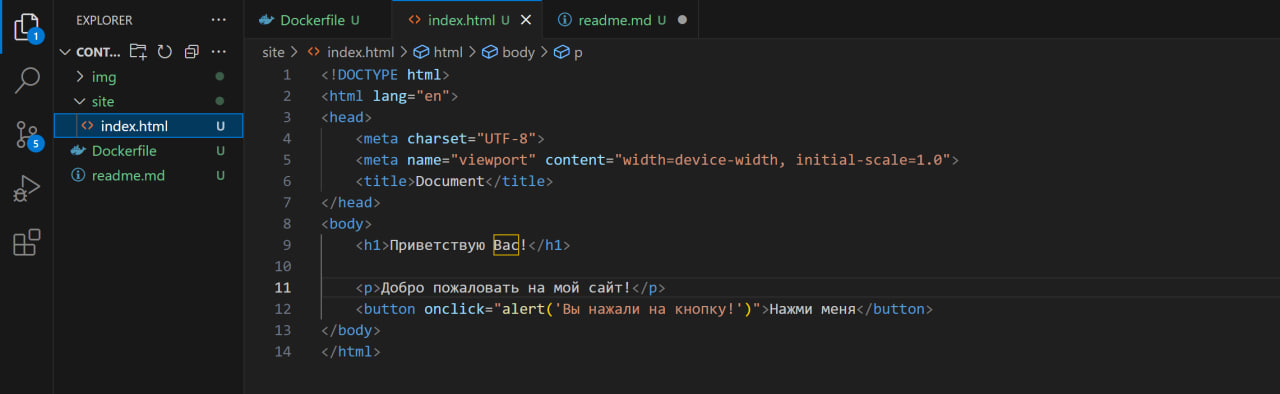 EXPLORER ···
Dockerfile U
index.html U
readme.md U
1
CONT... ···
site > index.html > html > body > p
img
site
index.html U
Dockerfile U
readme.md U
5
1 <!DOCTYPE html>
2 <html lang="en">
3 <head>
4 <meta charset="UTF-8">
5 <meta name="viewport" content="width=device-width, initial-scale=1.0">
6 <title>Document</title>
7 </head>
8 <body>
9 <h1>Приветствую Вас!</h1>
10
11 <p>Добро пожаловать на мой сайт!</p>
12 <button onclick="alert('Вы нажали на кнопку!')">Нажми меня</button>
13 </body>
14 </html>